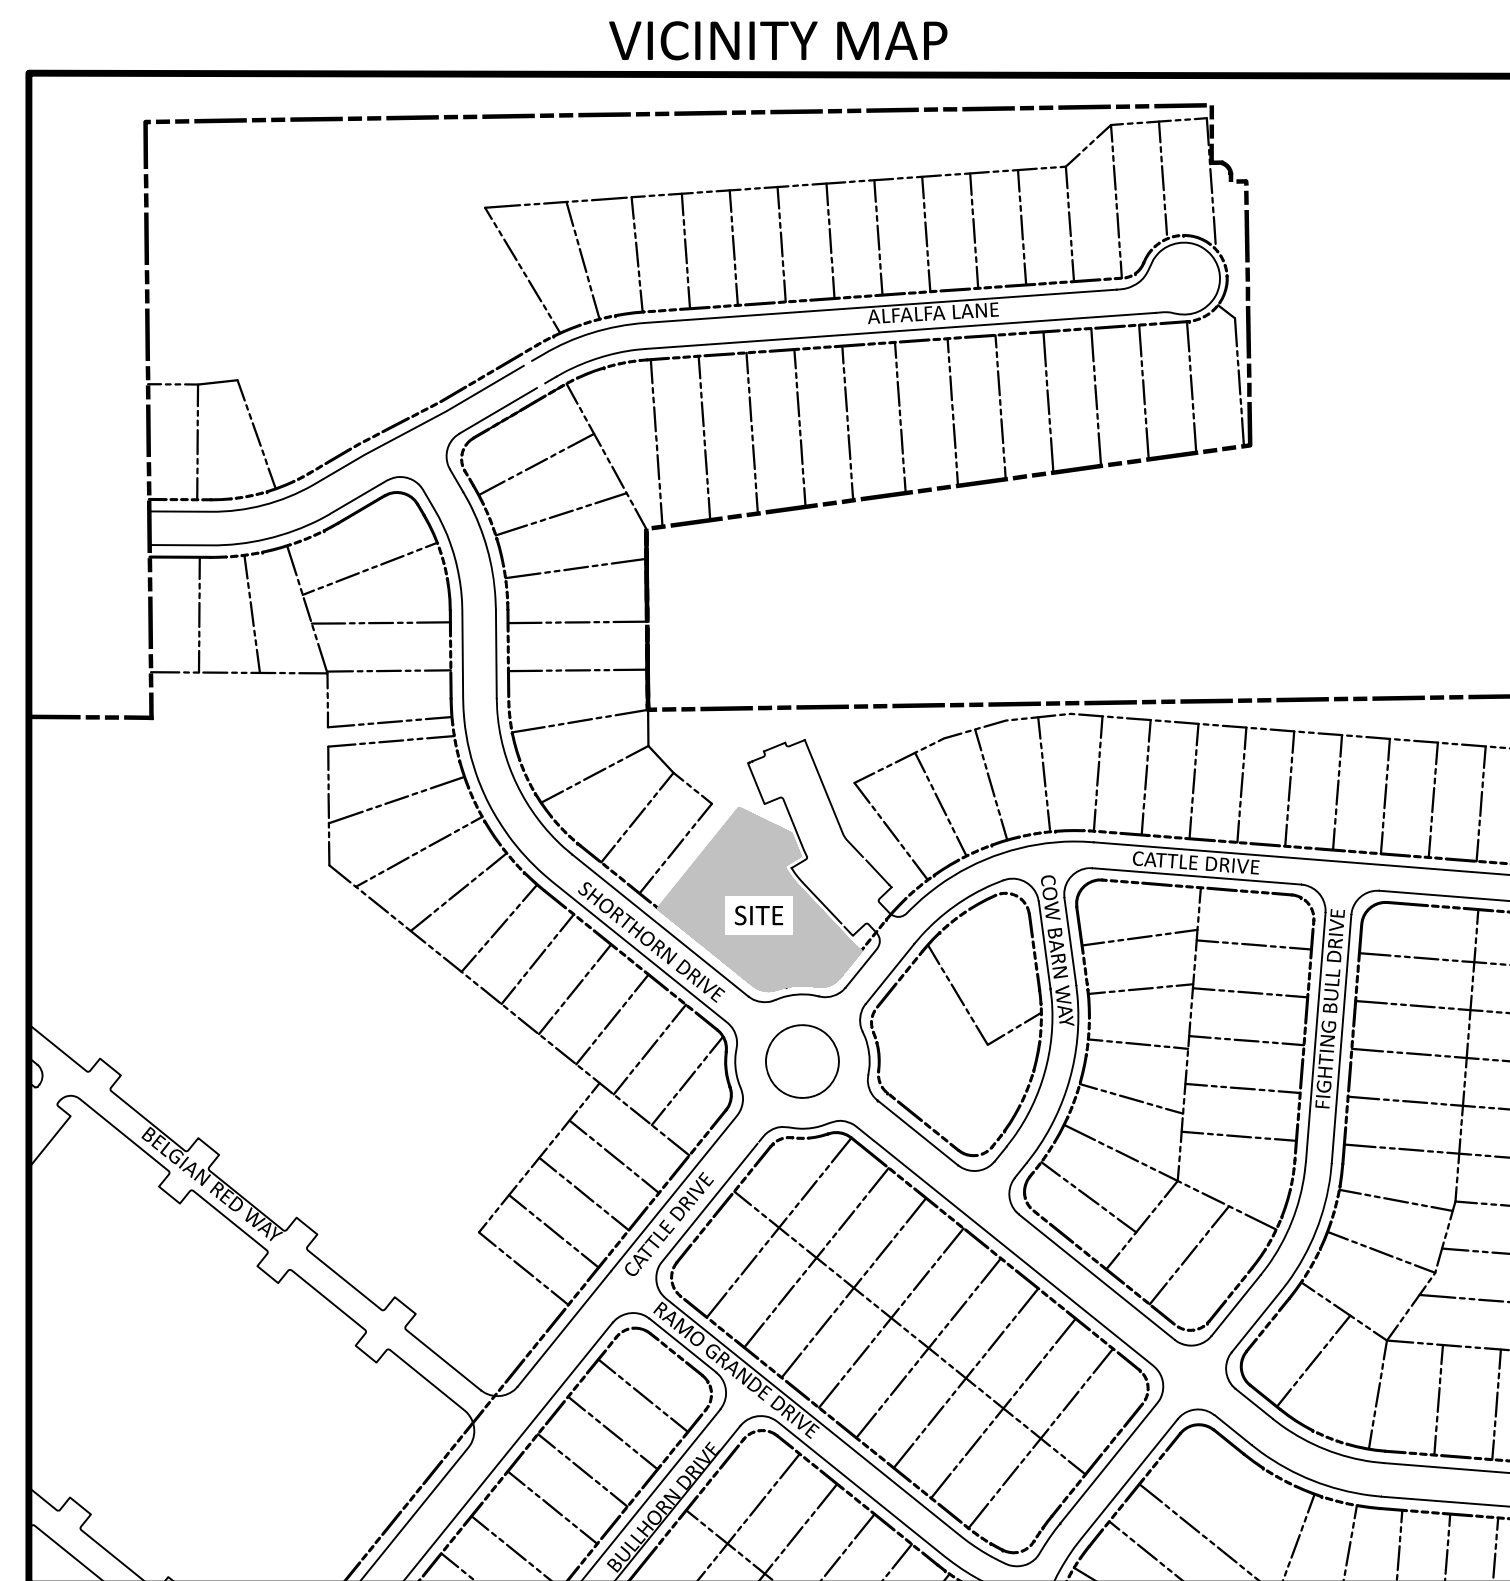 VICINITY MAP
ALFALFA LANE
CATTLE DRIVE
COW BARN WAY
SHORTHORN DRIVE
SITE
FIGHTING BULL DRIVE
BELGIAN RED WAY
CATTLE DRIVE
RAMO GRANDE DRIVE
BULLHORN DRIVE